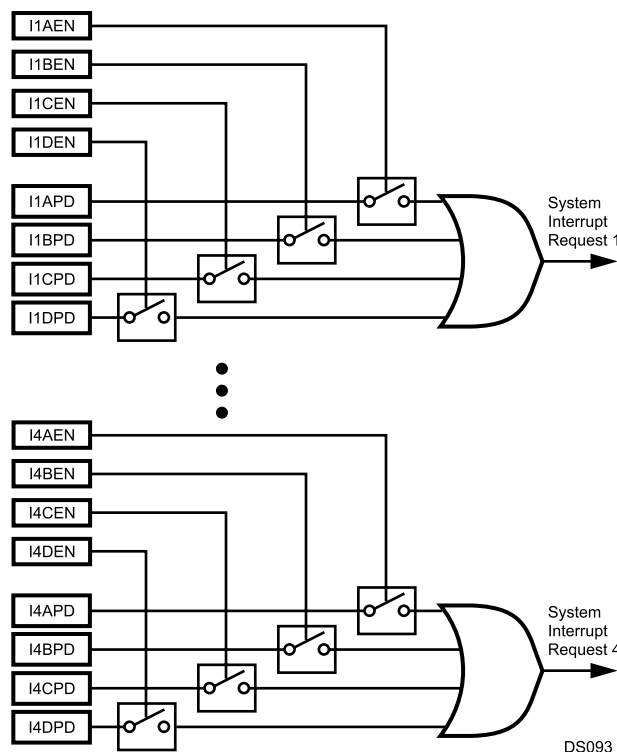 I1AEN
I1BEN
I1CEN
I1DEN
I1APD
I1BPD
I1CPD
I1DPD
System
Interrupt
Request 1
I4AEN
I4BEN
I4CEN
I4DEN
I4APD
I4BPD
I4CPD
I4DPD
System
Interrupt
Request 4
DS093